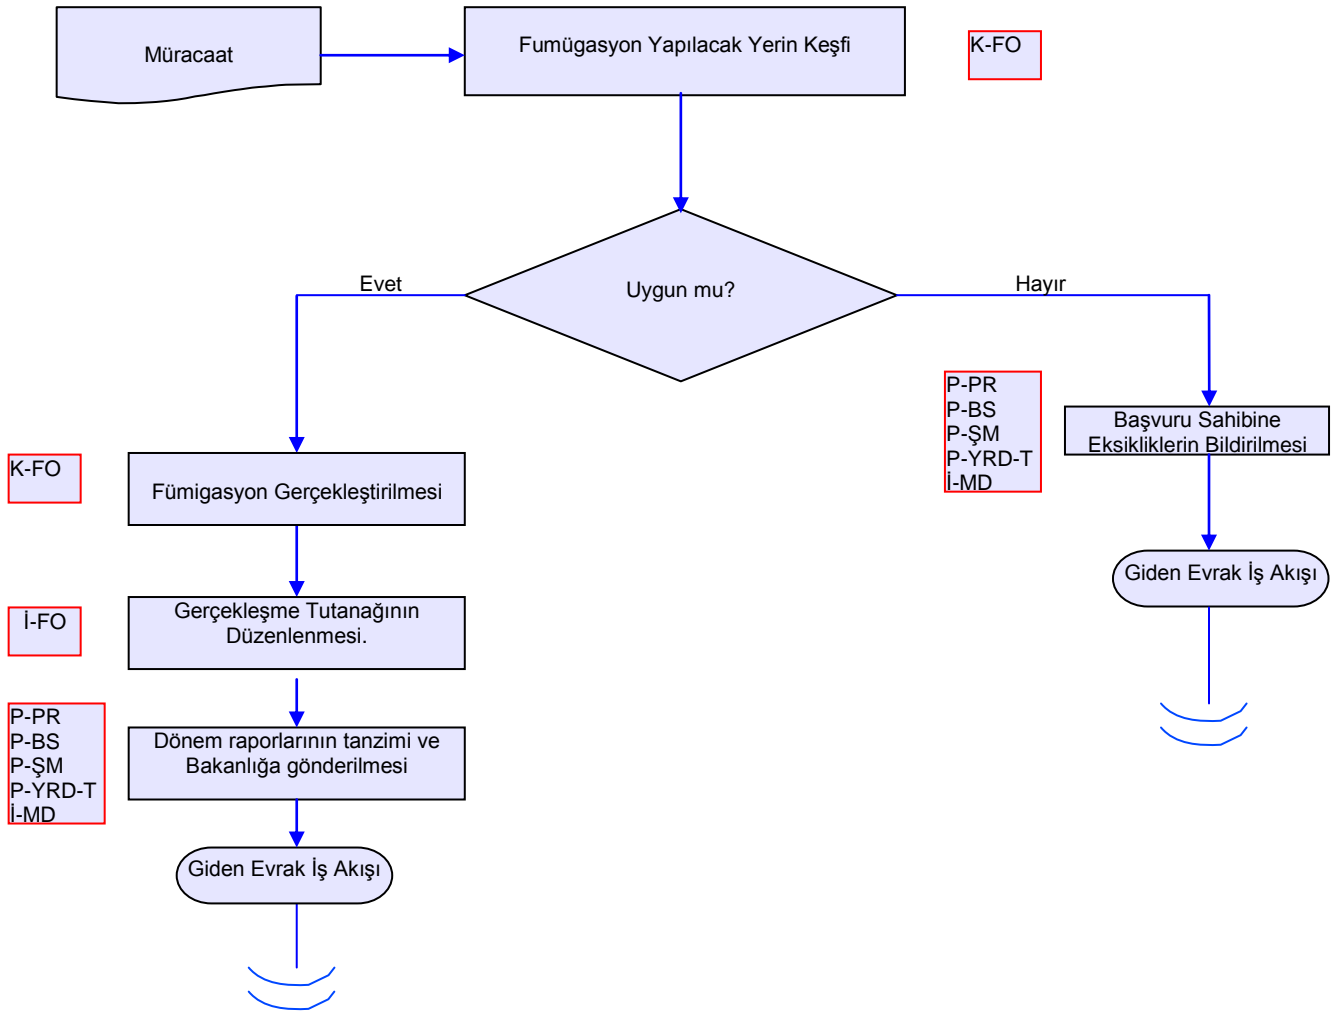 Müracaat
Fumügasyon Yapılacak Yerin Keşfi
K-FO
Uygun mu?
Evet
Hayır
P-PR
P-BS
P-ŞM
P-YRD-T
İ-MD
Başvuru Sahibine
Eksikliklerin Bildirilmesi
Giden Evrak İş Akışı
K-FO
Fümigasyon Gerçekleştirilmesi
İ-FO
Gerçekleşme Tutanağının
Düzenlenmesi.
P-PR
P-BS
P-ŞM
P-YRD-T
İ-MD
Dönem raporlarının tanzimi ve
Bakanlığa gönderilmesi
Giden Evrak İş Akışı